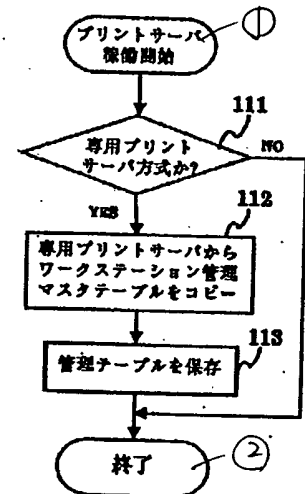 プリントサーバ
稼働開始
①
111
専用プリント
サーバ方式か?
NO
YES
112
専用プリントサーバから
ワークステーション管理
マスタテーブルをコピー
113
管理テーブルを保存
終了
②